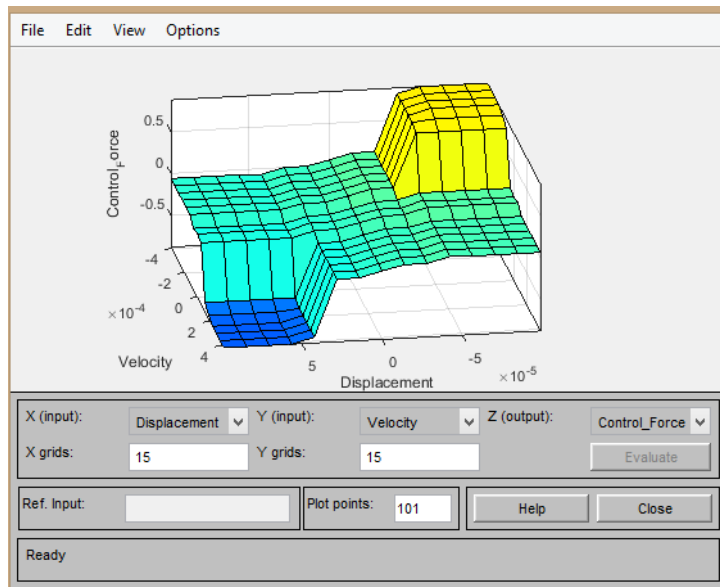 File Edit View Options
Control_Force
0.5
0
-0.5
-4
-2
0
2
4
×10⁻⁴
Velocity
5
0
-5
×10⁻⁵
Displacement
X (input): Displacement Y (input): Velocity Z (output): Control_Force
X grids: 15 Y grids: 15 Evaluate
Ref. Input: Plot points: 101 Help Close
Ready